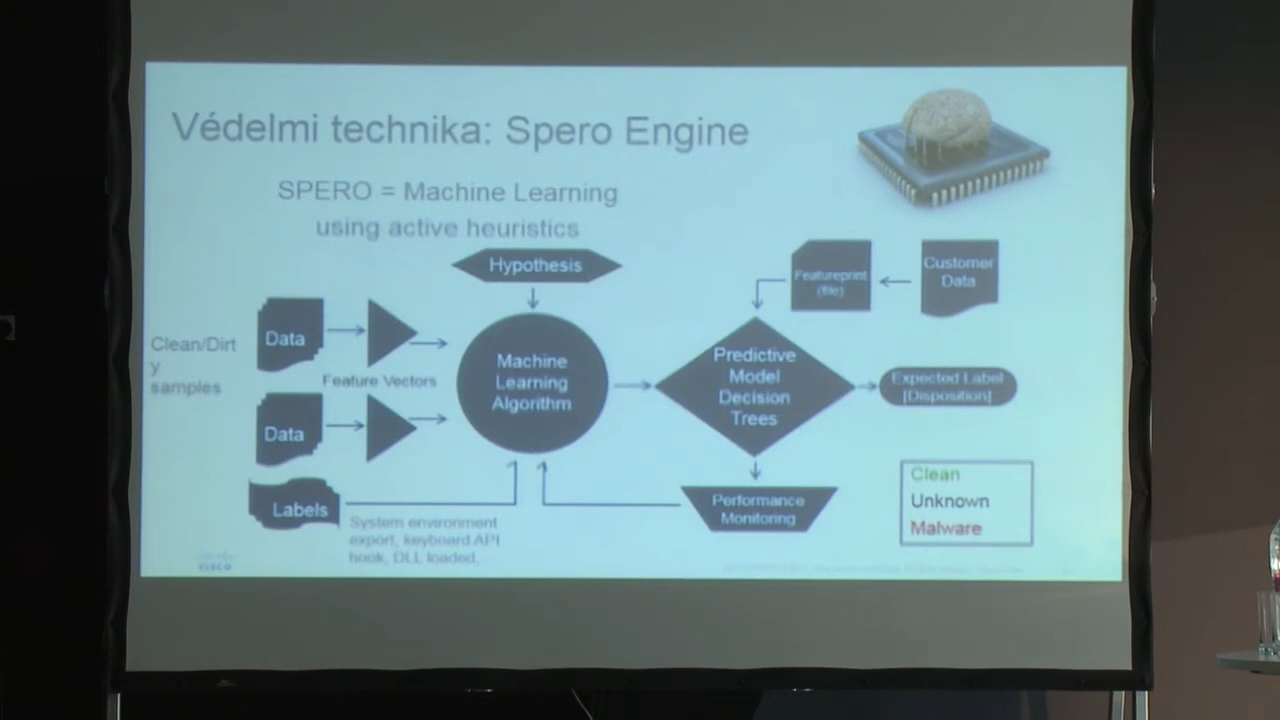 Védelmi technika: Spero Engine
SPERO = Machine Learning
using active heuristics
Hypothesis
Featureprint
(file)
Customer
Data
Clean/Dirt
y
samples
Data
Feature Vectors
Data
Labels
System environment
export, keyboard API
hook, DLL loaded,
Machine
Learning
Algorithm
Predictive
Model
Decision
Trees
Expected Label
[Disposition]
Performance
Monitoring
Clean
Unknown
Malware
CISCO